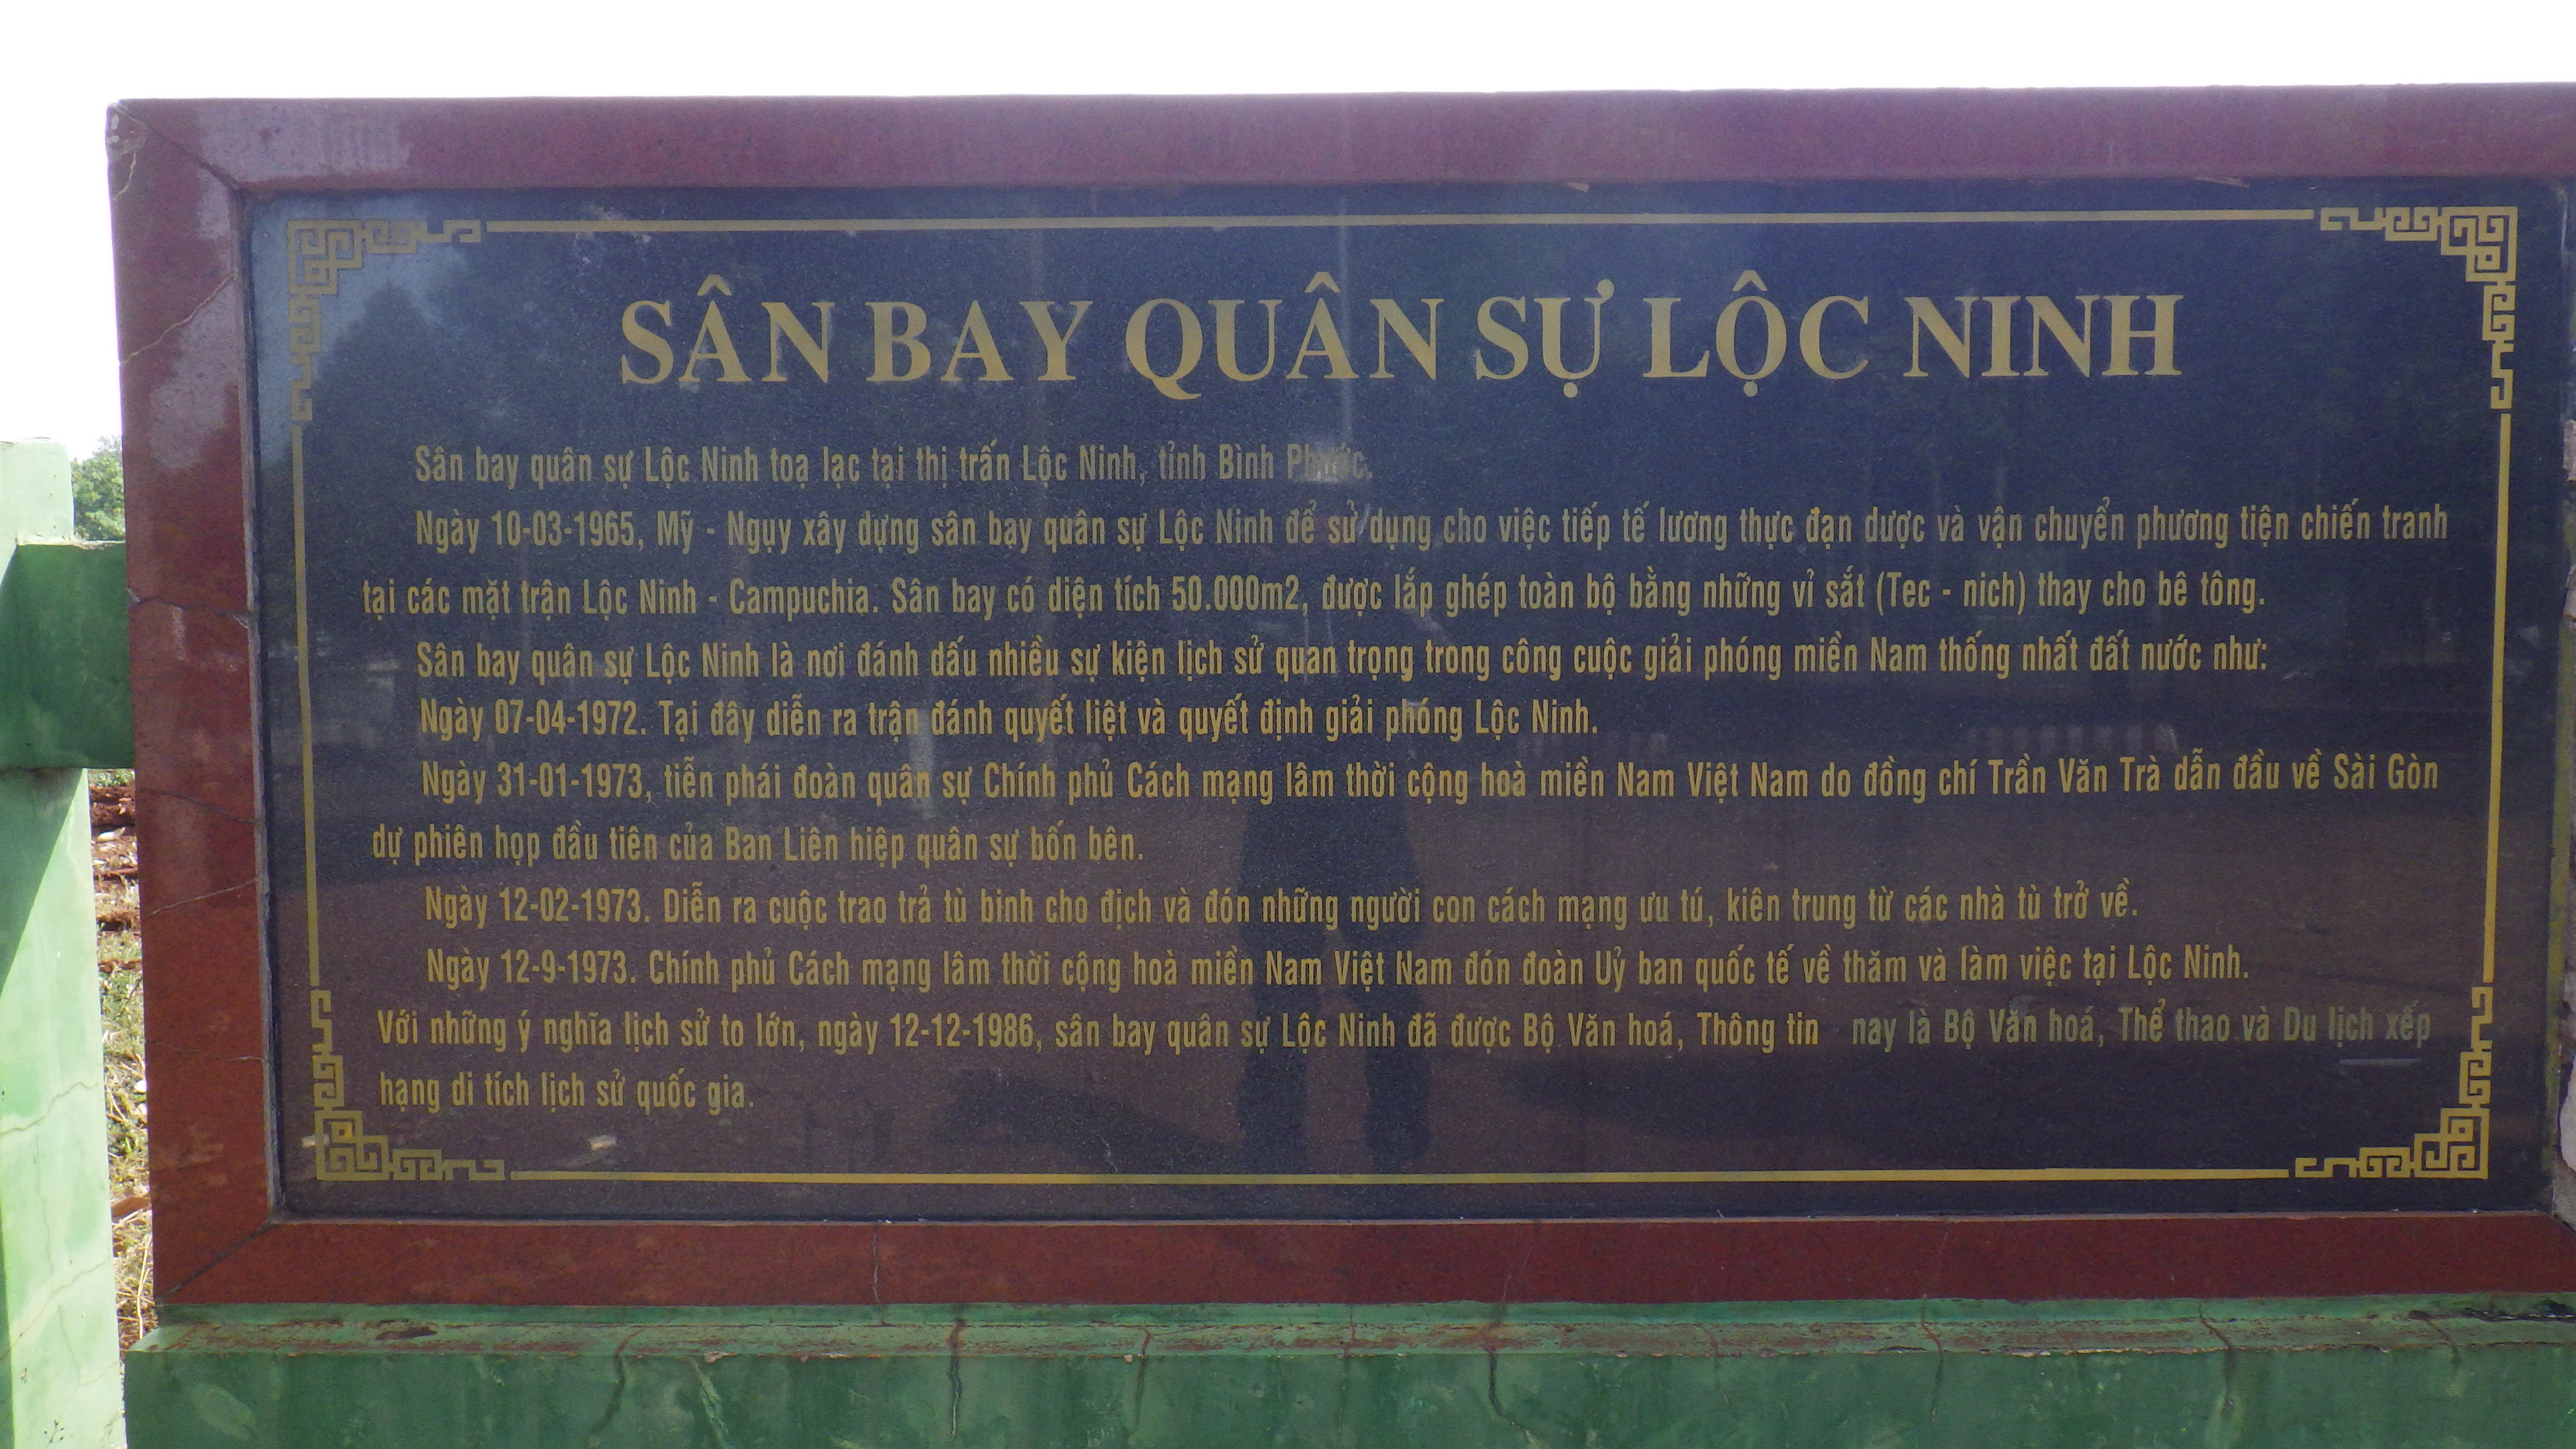 SÂN BAY QUÂN SỰ LỘC NINH
Sân bay quân sự Lộc Ninh toạ lạc tại thị trấn Lộc Ninh, tỉnh Bình Phước.
Ngày 10-03-1965, Mỹ - Ngụy xây dựng sân bay quân sự Lộc Ninh để sử dụng cho việc tiếp tế lương thực đạn dược và vận chuyển phương tiện chiến tranh
tại các mặt trận Lộc Ninh - Campuchia. Sân bay có diện tích 50.000m2, được lắp ghép toàn bộ bằng những vỉ sắt (Tec - nich) thay cho bê tông.
Sân bay quân sự Lộc Ninh là nơi đánh dấu nhiều sự kiện lịch sử quan trọng trong công cuộc giải phóng miền Nam thống nhất đất nước như:
Ngày 07-04-1972. Tại đây diễn ra trận đánh quyết liệt và quyết định giải phóng Lộc Ninh.
Ngày 31-01-1973, tiễn phái đoàn quân sự Chính phủ Cách mạng lâm thời cộng hoà miền Nam Việt Nam do đồng chí Trần Văn Trà dẫn đầu về Sài Gòn
dự phiên họp đầu tiên của Ban Liên hiệp quân sự bốn bên.
Ngày 12-02-1973. Diễn ra cuộc trao trả tù binh cho địch và đón những người con cách mạng ưu tú, kiên trung từ các nhà tù trở về.
Ngày 12-9-1973. Chính phủ Cách mạng lâm thời cộng hoà miền Nam Việt Nam đón đoàn Uỷ ban quốc tế về thăm và làm việc tại Lộc Ninh.
Với những ý nghĩa lịch sử to lớn, ngày 12-12-1986, sân bay quân sự Lộc Ninh đã được Bộ Văn hoá, Thông tin nay là Bộ Văn hoá, Thể thao và Du lịch xếp
hạng di tích lịch sử quốc gia.